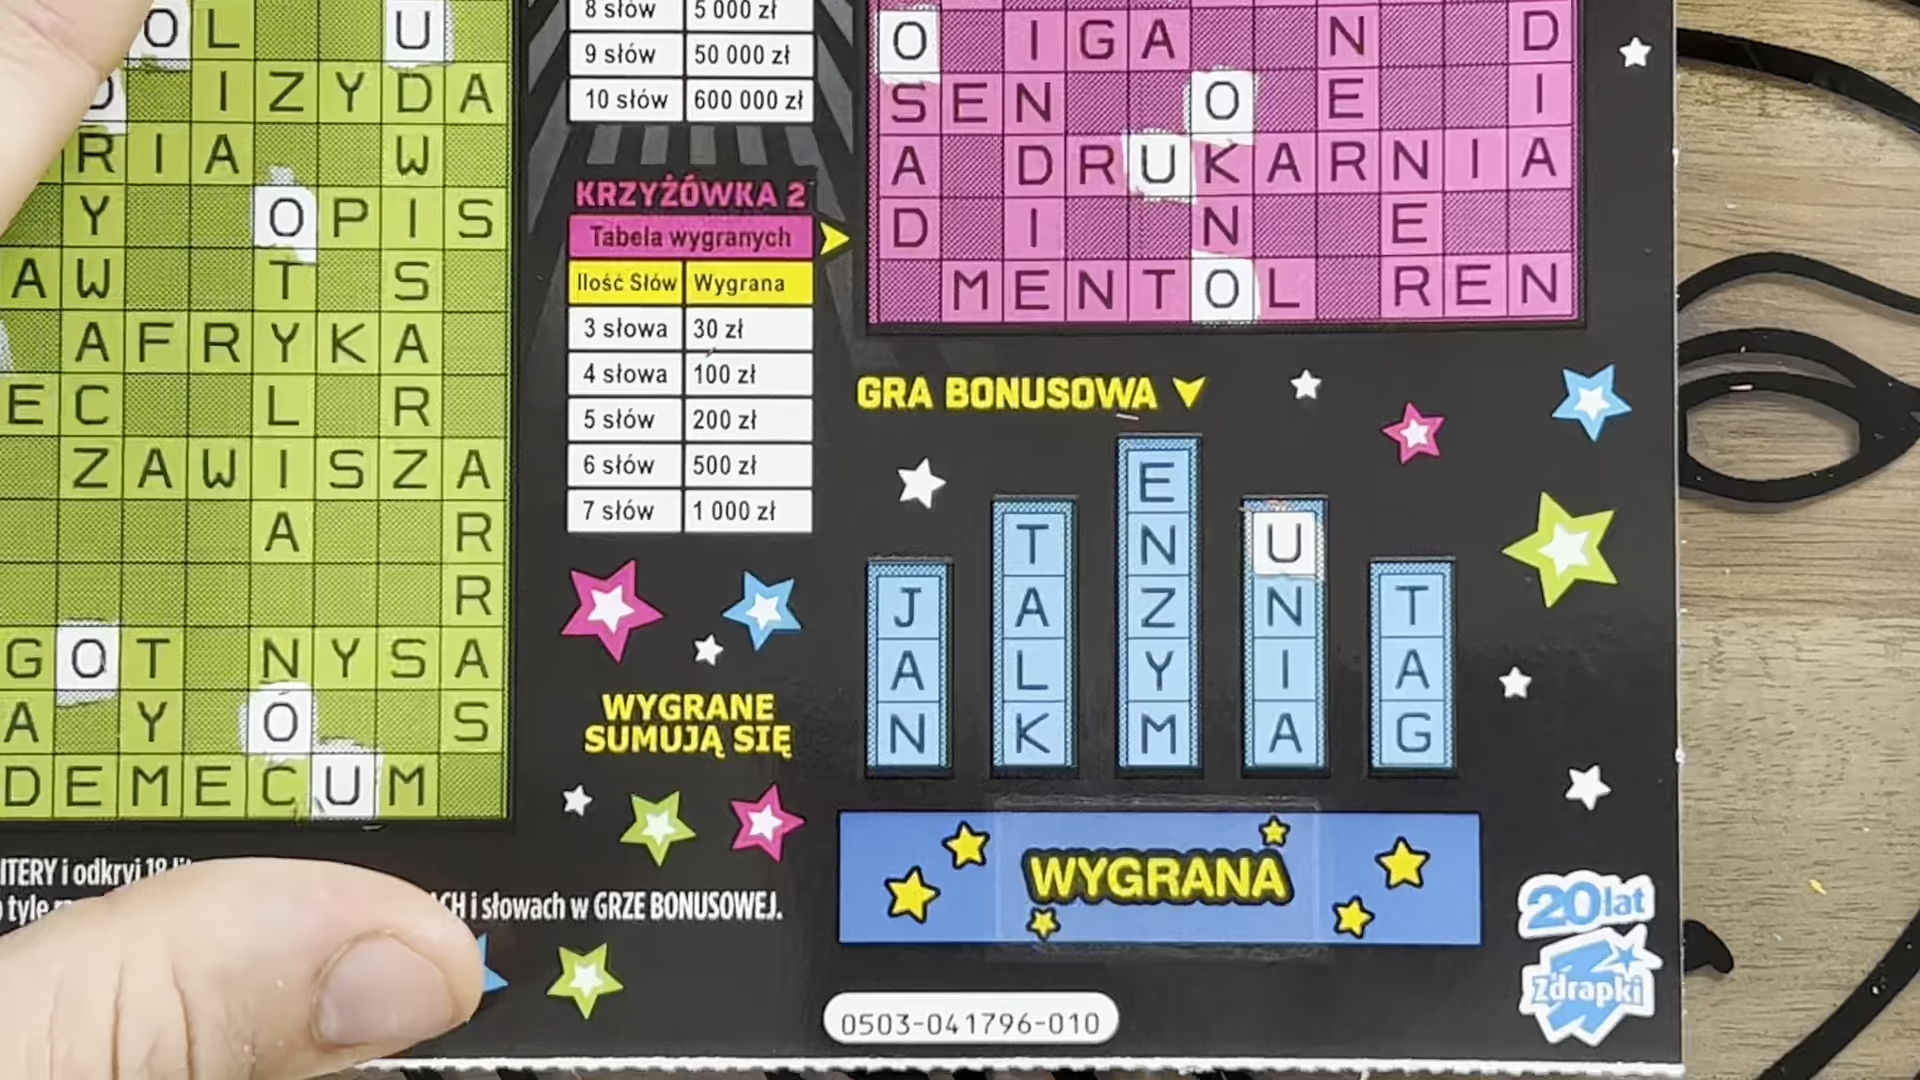 OL U
IZYDA
RIA W
Y OPIS
AW T S
AFRYKA
EC L R
ZAWISZA
A R
R
GOT NYSA
A Y Ó S
DEMECUM
8 słów 5 000 zł
9 słów 50 000 zł
10 słów 600 000 zł
KRZYŻÓWKA 2
Tabela wygranych
Ilość Słów Wygrana
3 słowa 30 zł
4 słowa 100 zł
5 słów 200 zł
6 słów 500 zł
7 słów 1 000 zł
WYGRANE
SUMUJĄ SIĘ
O IGA N D
SEN O E I
A DRUKARNIA
D I N E
MENTOL REN
GRA BONUSOWA
JAN
TALK
ENZYM
UNIA
TAG
WYGRANA
ITERY i odkryj 18
tyle
i słowach w GRZE BONUSOWEJ.
0503-041796-010
20 lat
Zdrapki